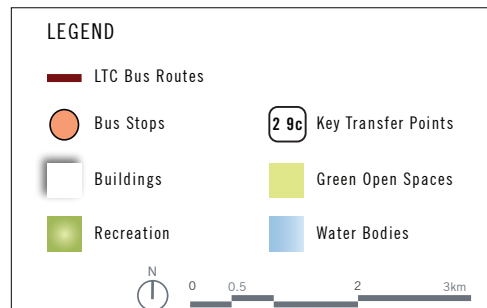 LEGEND
LTC Bus Routes
Bus Stops
2 9c Key Transfer Points
Buildings
Green Open Spaces
Recreation
Water Bodies
N
0 0.5 2 3km